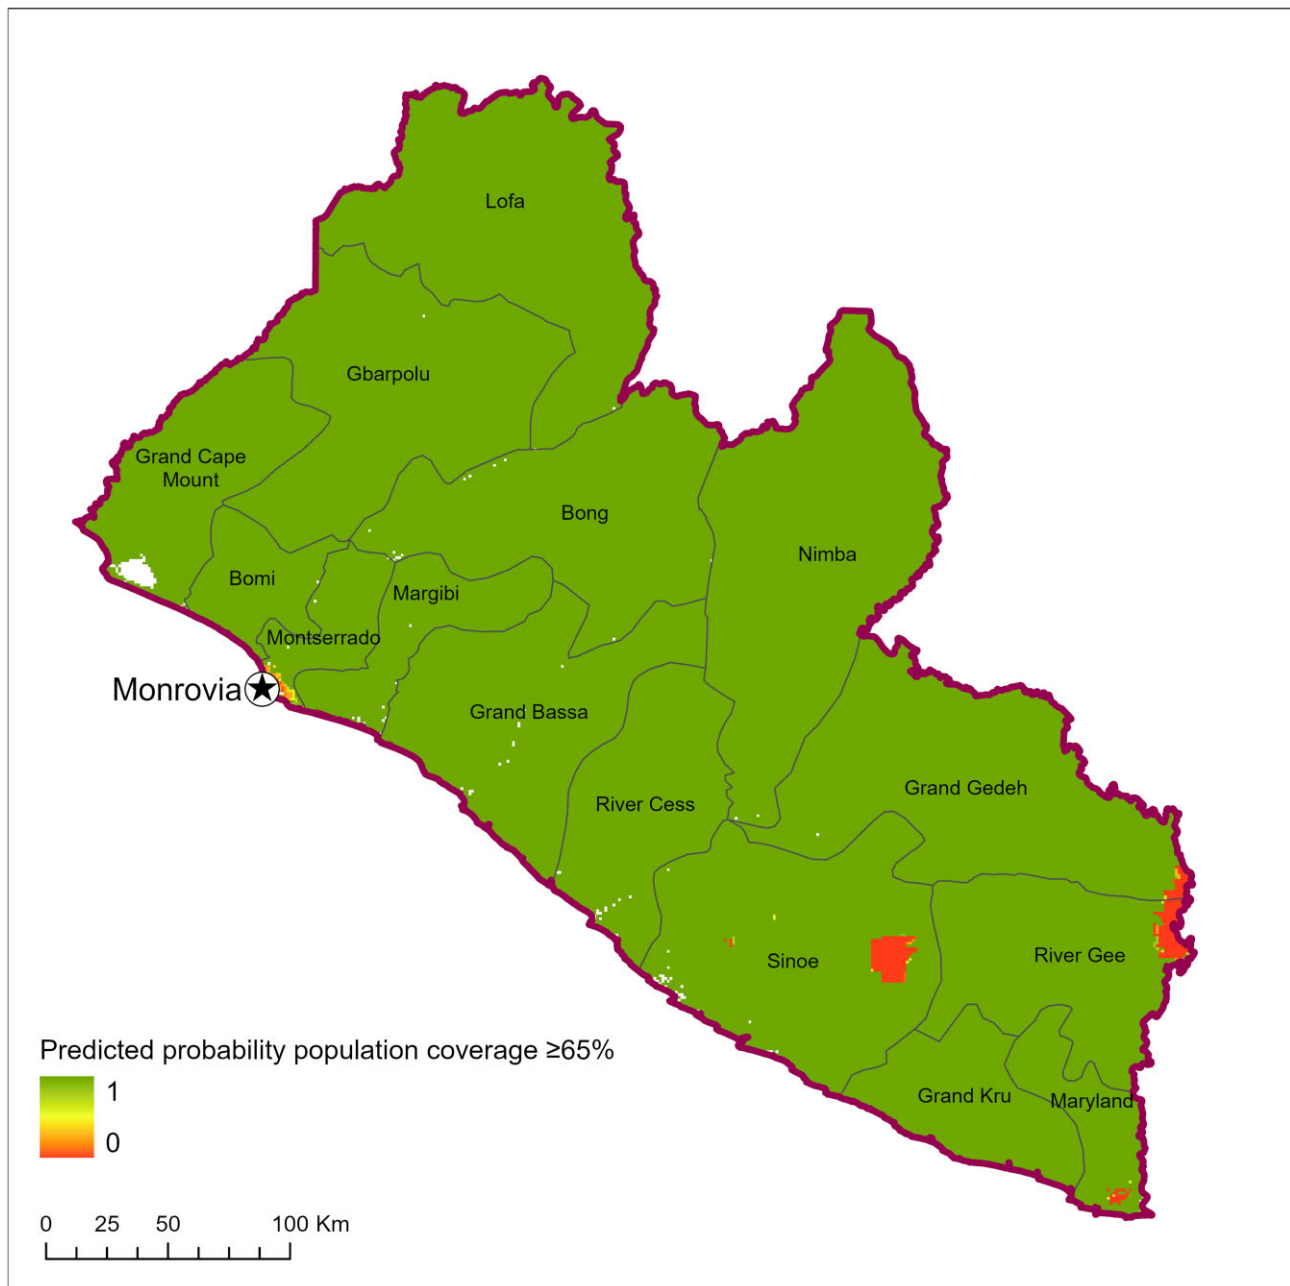 Lofa
Gbarpolu
Grand Cape
Mount
Bong
Nimba
Bomi
Margibi
Montserrado
Monrovia
Grand Bassa
River Cess
Grand Gedeh
Sinoe
River Gee
Grand Kru
Maryland
Predicted probability population coverage ≥65%
1
0
0 25 50 100 Km